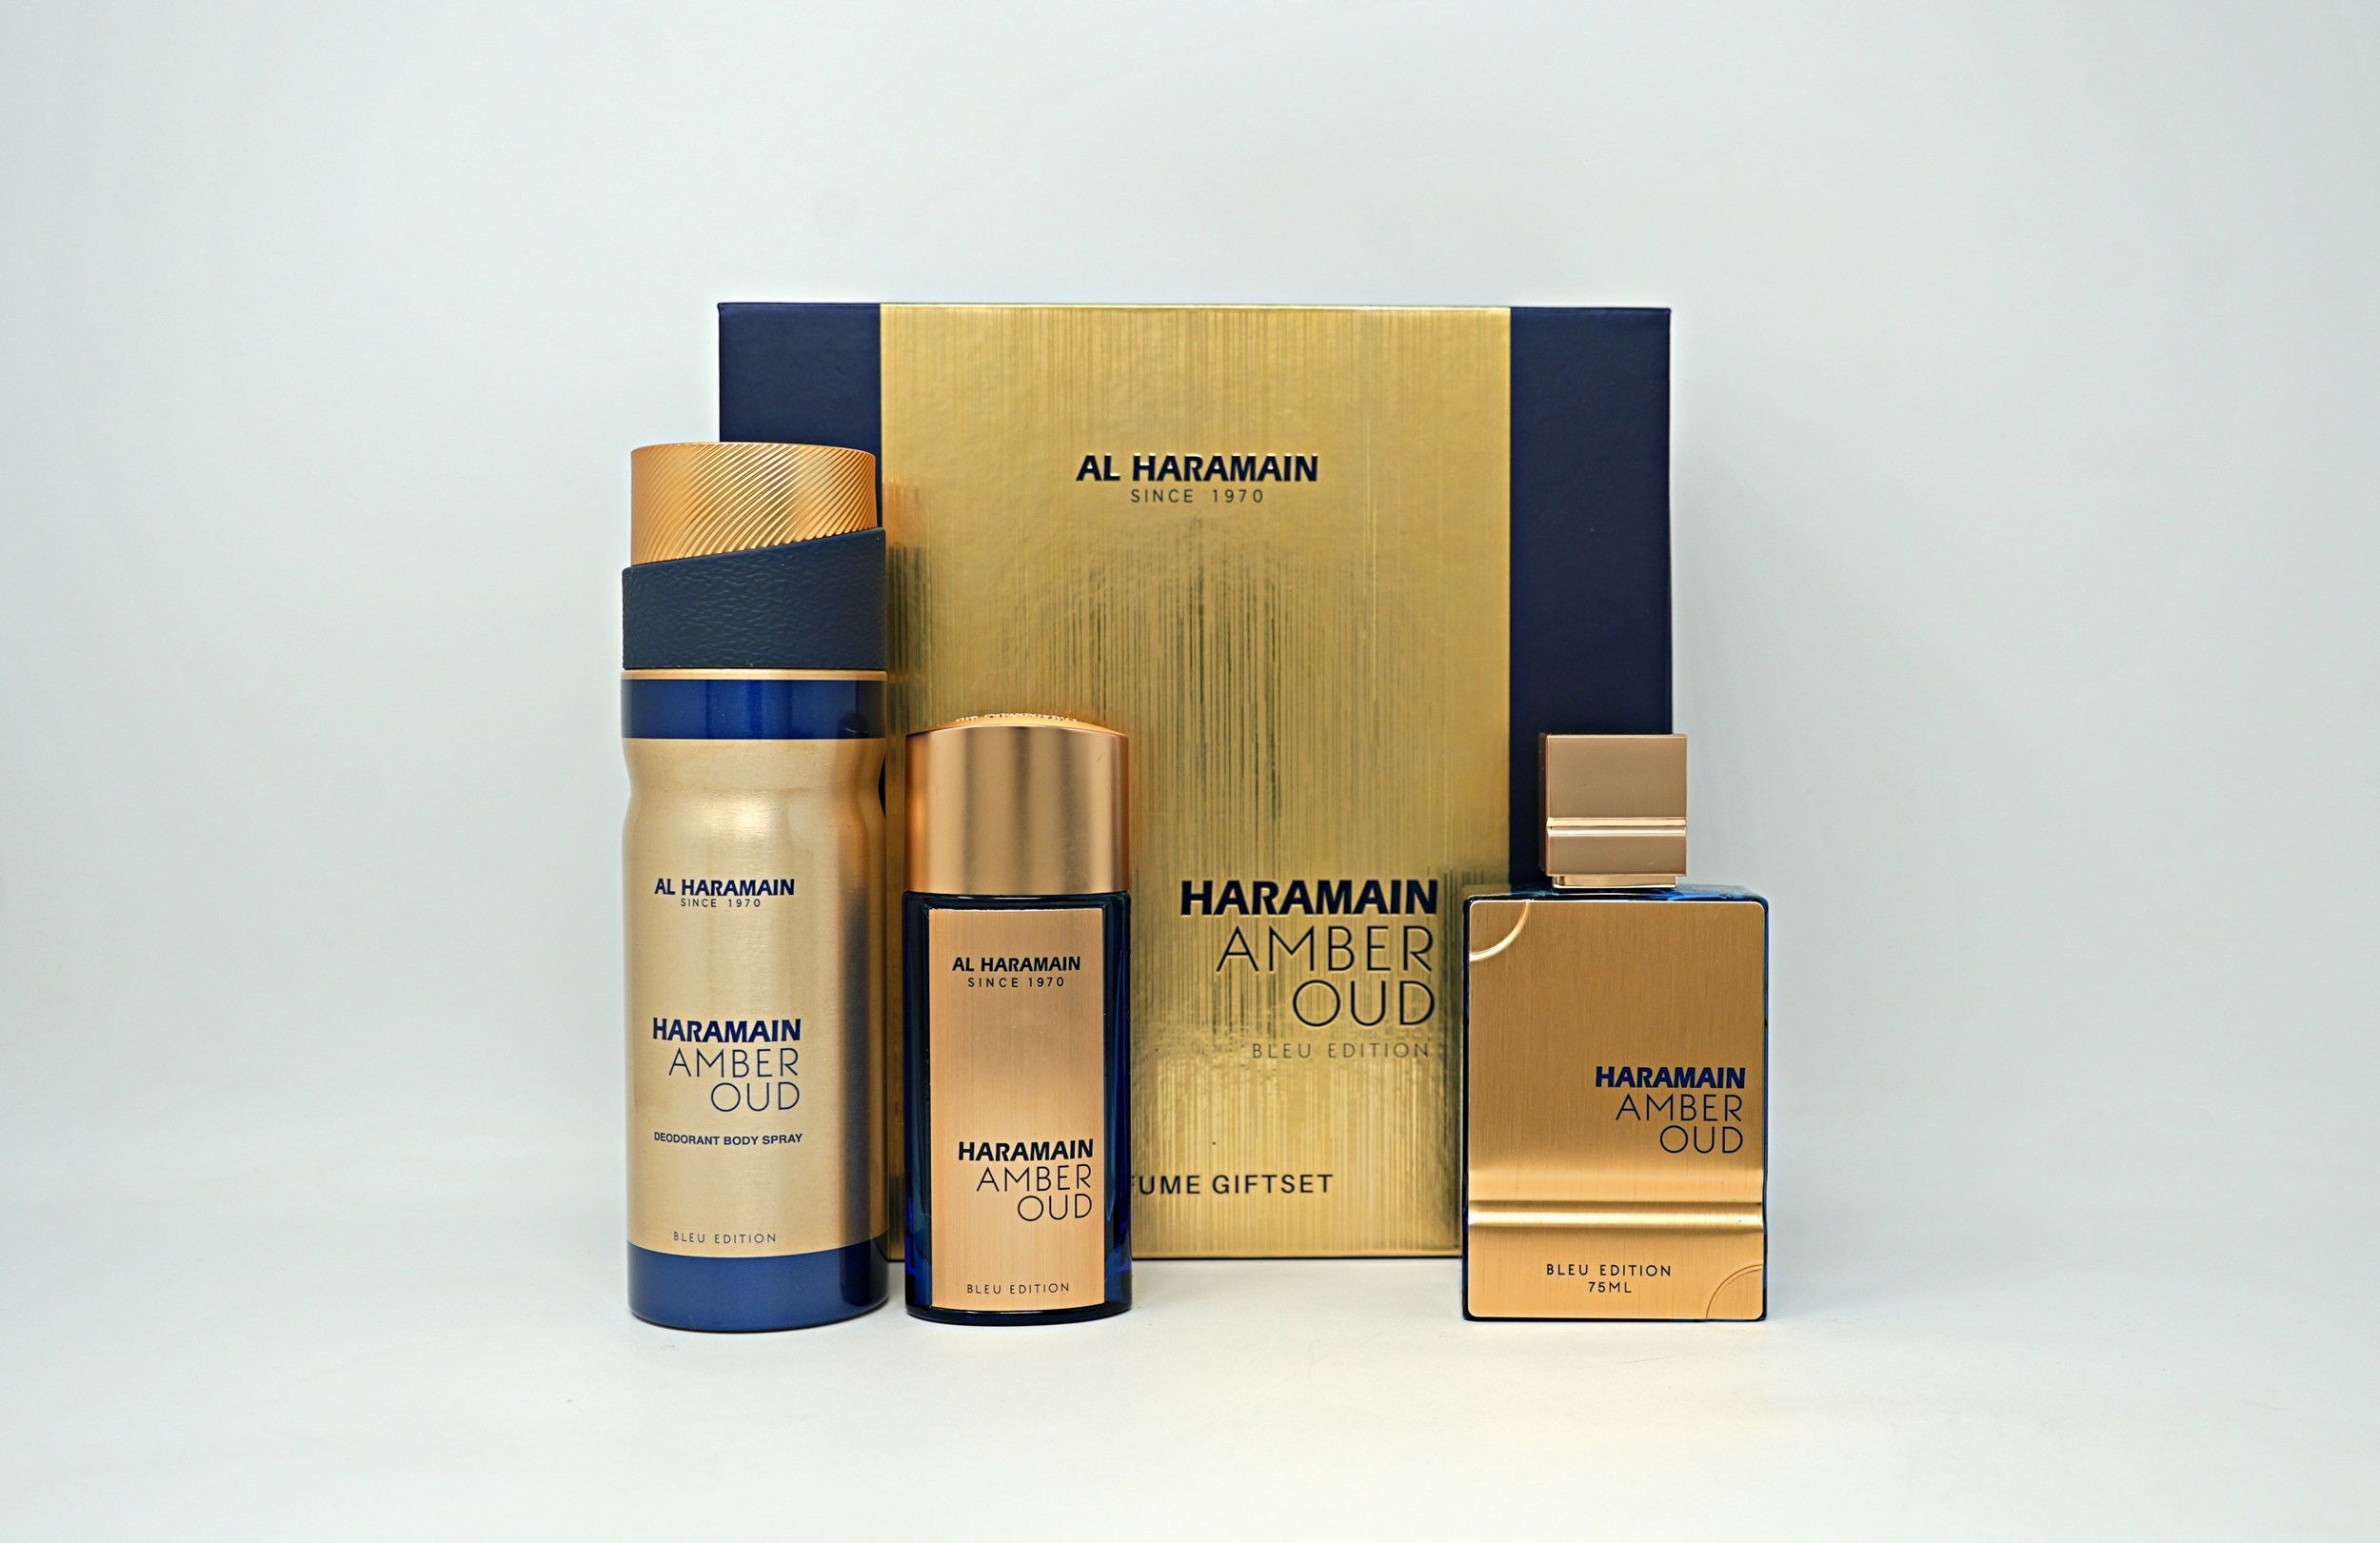 AL HARAMAIN
SINCE 1970
HARAMAIN
AMBER
OUD
BLEU EDITION
GIFTSET
AL HARAMAIN
SINCE 1970
HARAMAIN
AMBER
OUD
DEODORANT BODY SPRAY
BLEU EDITION
AL HARAMAIN
SINCE 1970
HARAMAIN
AMBER
OUD
BLEU EDITION
HARAMAIN
AMBER
OUD
BLEU EDITION
75ML